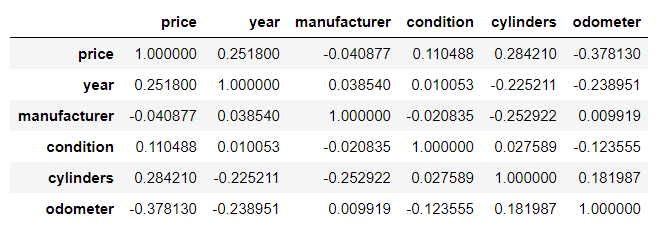 price year manufacturer condition cylinders odometer
price 1.000000 0.251800 -0.040877 0.110488 0.284210 -0.378130
year 0.251800 1.000000 0.038540 0.010053 -0.225211 -0.238951
manufacturer -0.040877 0.038540 1.000000 -0.020835 -0.252922 0.009919
condition 0.110488 0.010053 -0.020835 1.000000 0.027589 -0.123555
cylinders 0.284210 -0.225211 -0.252922 0.027589 1.000000 0.181987
odometer -0.378130 -0.238951 0.009919 -0.123555 0.181987 1.000000